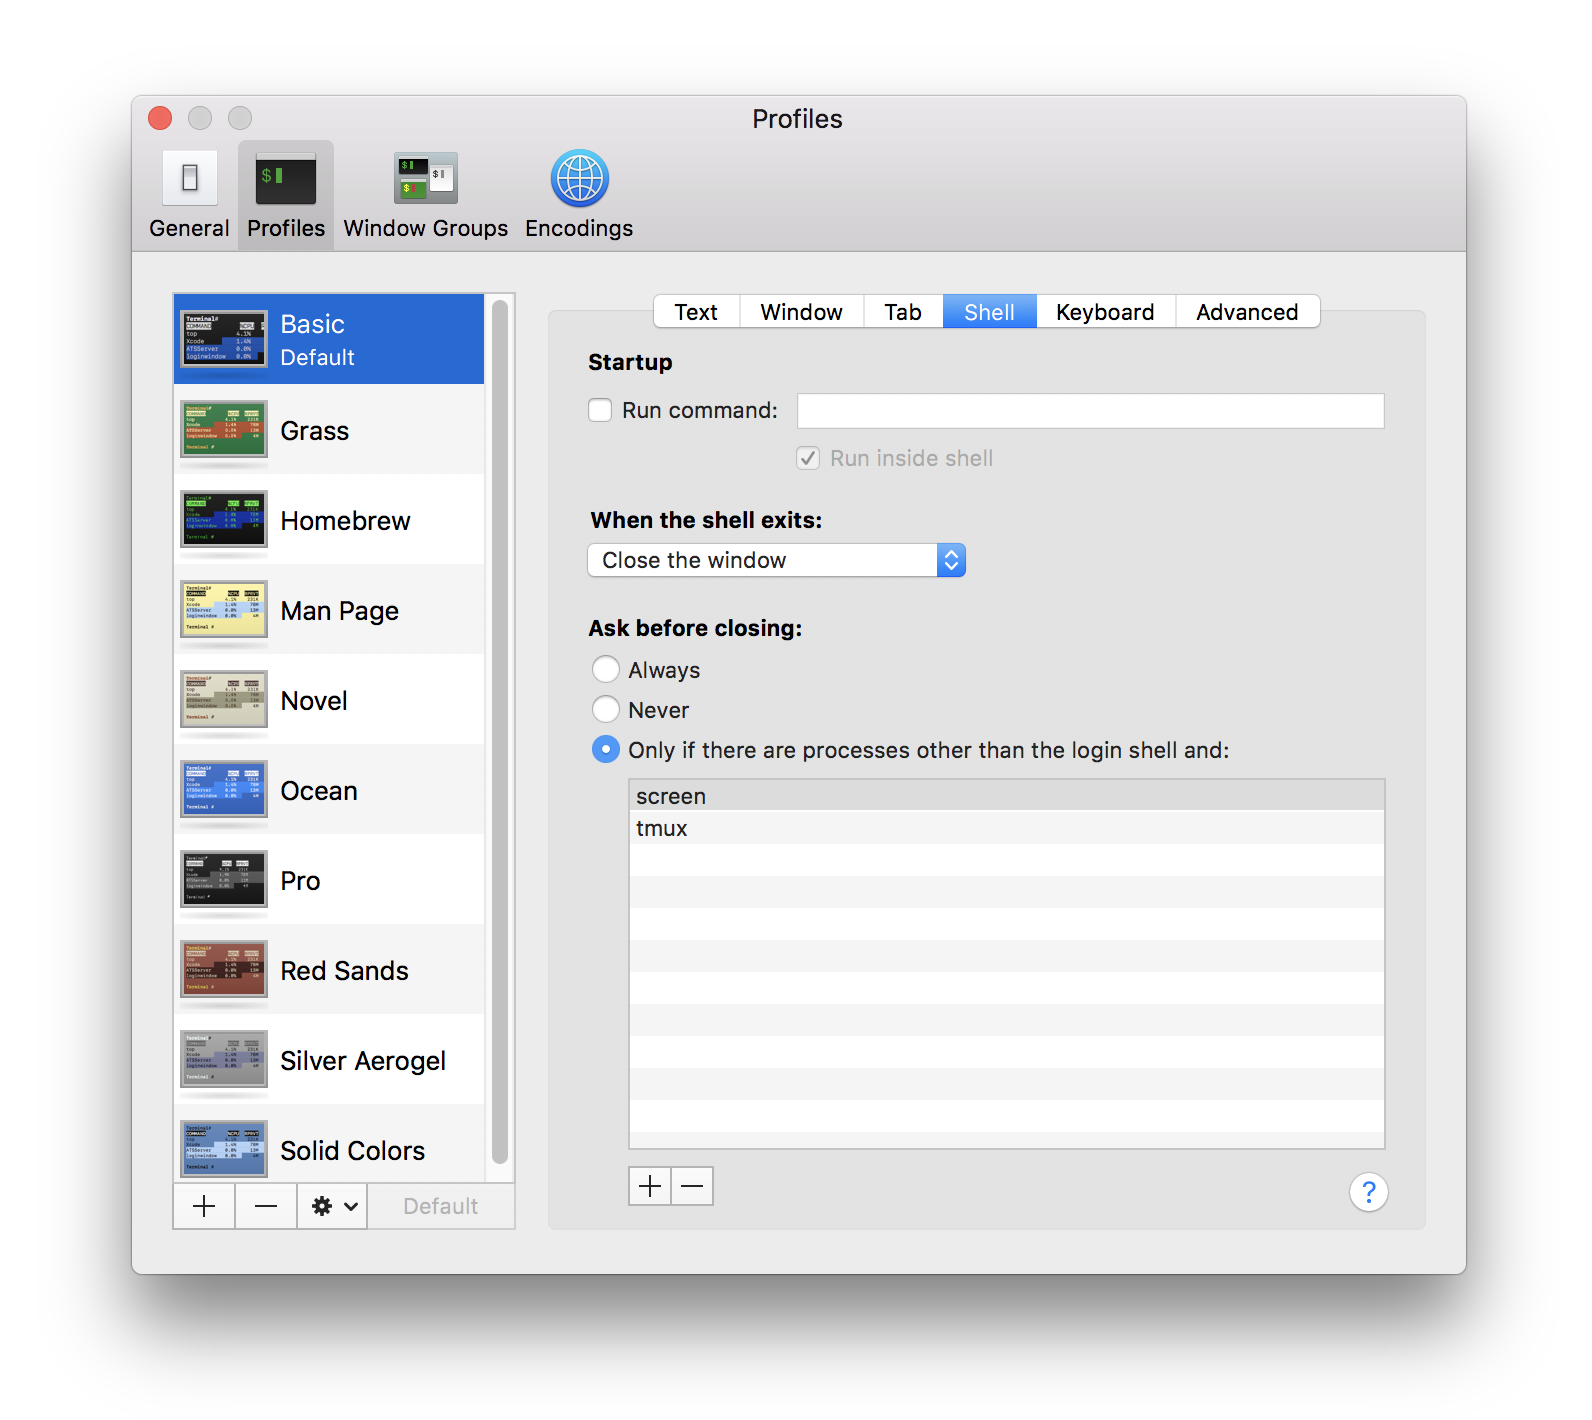 Profiles
General
Profiles
Window Groups
Encodings
Basic
Default
Grass
Homebrew
Man Page
Novel
Ocean
Pro
Red Sands
Silver Aerogel
Solid Colors
Default
Text
Window
Tab
Shell
Keyboard
Advanced
Startup
Run command:
Run inside shell
When the shell exits:
Close the window
Ask before closing:
Always
Never
Only if there are processes other than the login shell and:
screen
tmux
?